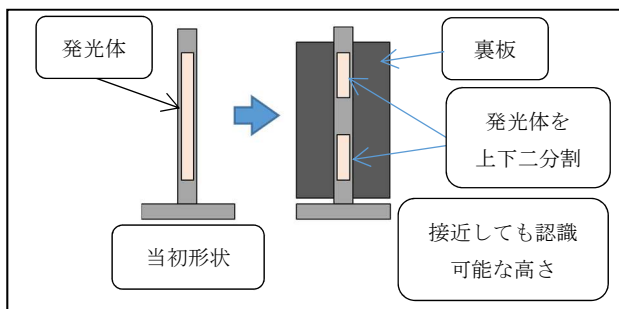 発光体
裏板
発光体を
上下二分割
当初形状
接近しても認識
可能な高さ